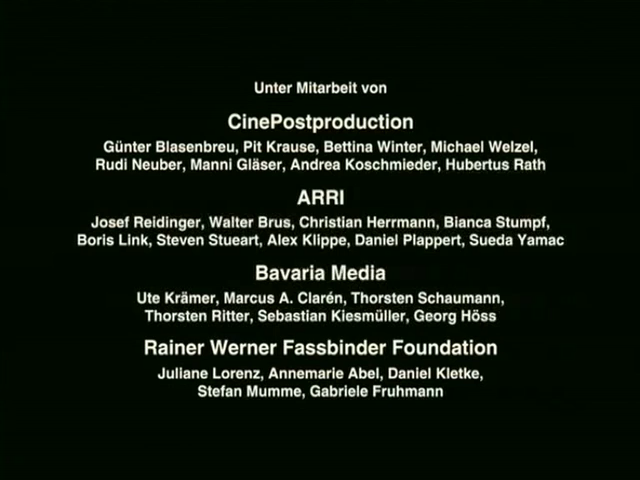 Unter Mitarbeit von
CinePostproduction
Günter Blasenbreu, Pit Krause, Bettina Winter, Michael Welzel,
Rudi Neuber, Manni Gläser, Andrea Koschmieder, Hubertus Rath
ARRI
Josef Reidinger, Walter Brus, Christian Herrmann, Bianca Stumpf,
Boris Link, Steven Stueart, Alex Klippe, Daniel Plappert, Sueda Yamac
Bavaria Media
Ute Krämer, Marcus A. Clarén, Thorsten Schaumann,
Thorsten Ritter, Sebastian Kiesmüller, Georg Höss
Rainer Werner Fassbinder Foundation
Juliane Lorenz, Annemarie Abel, Daniel Kletke,
Stefan Mumme, Gabriele Fruhmann